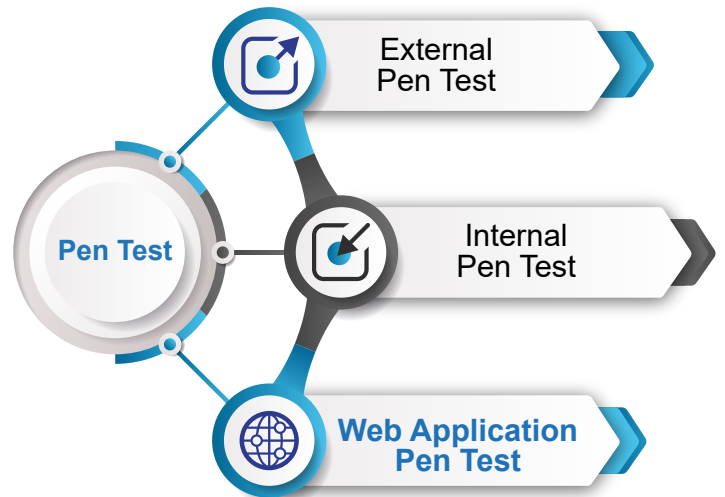 External
Pen Test
Pen Test
Internal
Pen Test
Web Application
Pen Test